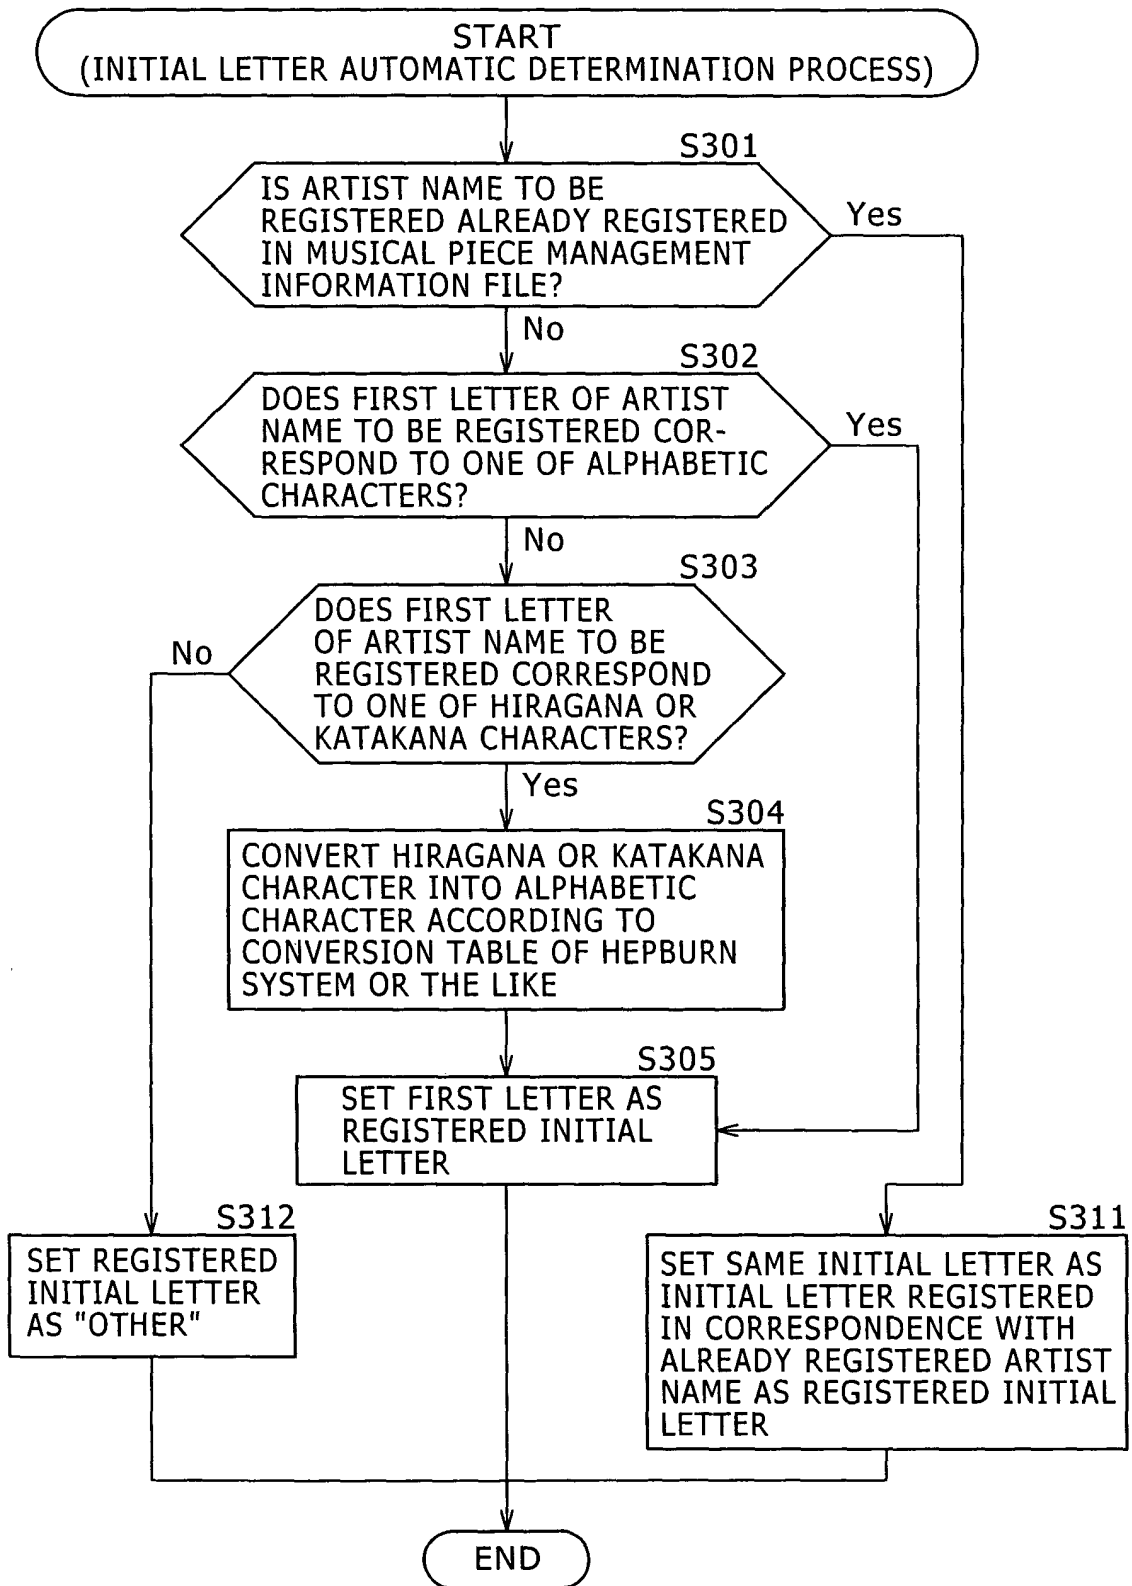 START
(INITIAL LETTER AUTOMATIC DETERMINATION PROCESS)
S301
IS ARTIST NAME TO BE
REGISTERED ALREADY REGISTERED
IN MUSICAL PIECE MANAGEMENT
INFORMATION FILE?
Yes
No
S302
DOES FIRST LETTER OF ARTIST
NAME TO BE REGISTERED COR-
RESPOND TO ONE OF ALPHABETIC
CHARACTERS?
Yes
No
S303
DOES FIRST LETTER
OF ARTIST NAME TO BE
REGISTERED CORRESPOND
TO ONE OF HIRAGANA OR
KATAKANA CHARACTERS?
No
Yes
S304
CONVERT HIRAGANA OR KATAKANA
CHARACTER INTO ALPHABETIC
CHARACTER ACCORDING TO
CONVERSION TABLE OF HEPBURN
SYSTEM OR THE LIKE
S305
SET FIRST LETTER AS
REGISTERED INITIAL
LETTER
S312
SET REGISTERED
INITIAL LETTER
AS "OTHER"
S311
SET SAME INITIAL LETTER AS
INITIAL LETTER REGISTERED
IN CORRESPONDENCE WITH
ALREADY REGISTERED ARTIST
NAME AS REGISTERED INITIAL
LETTER
END